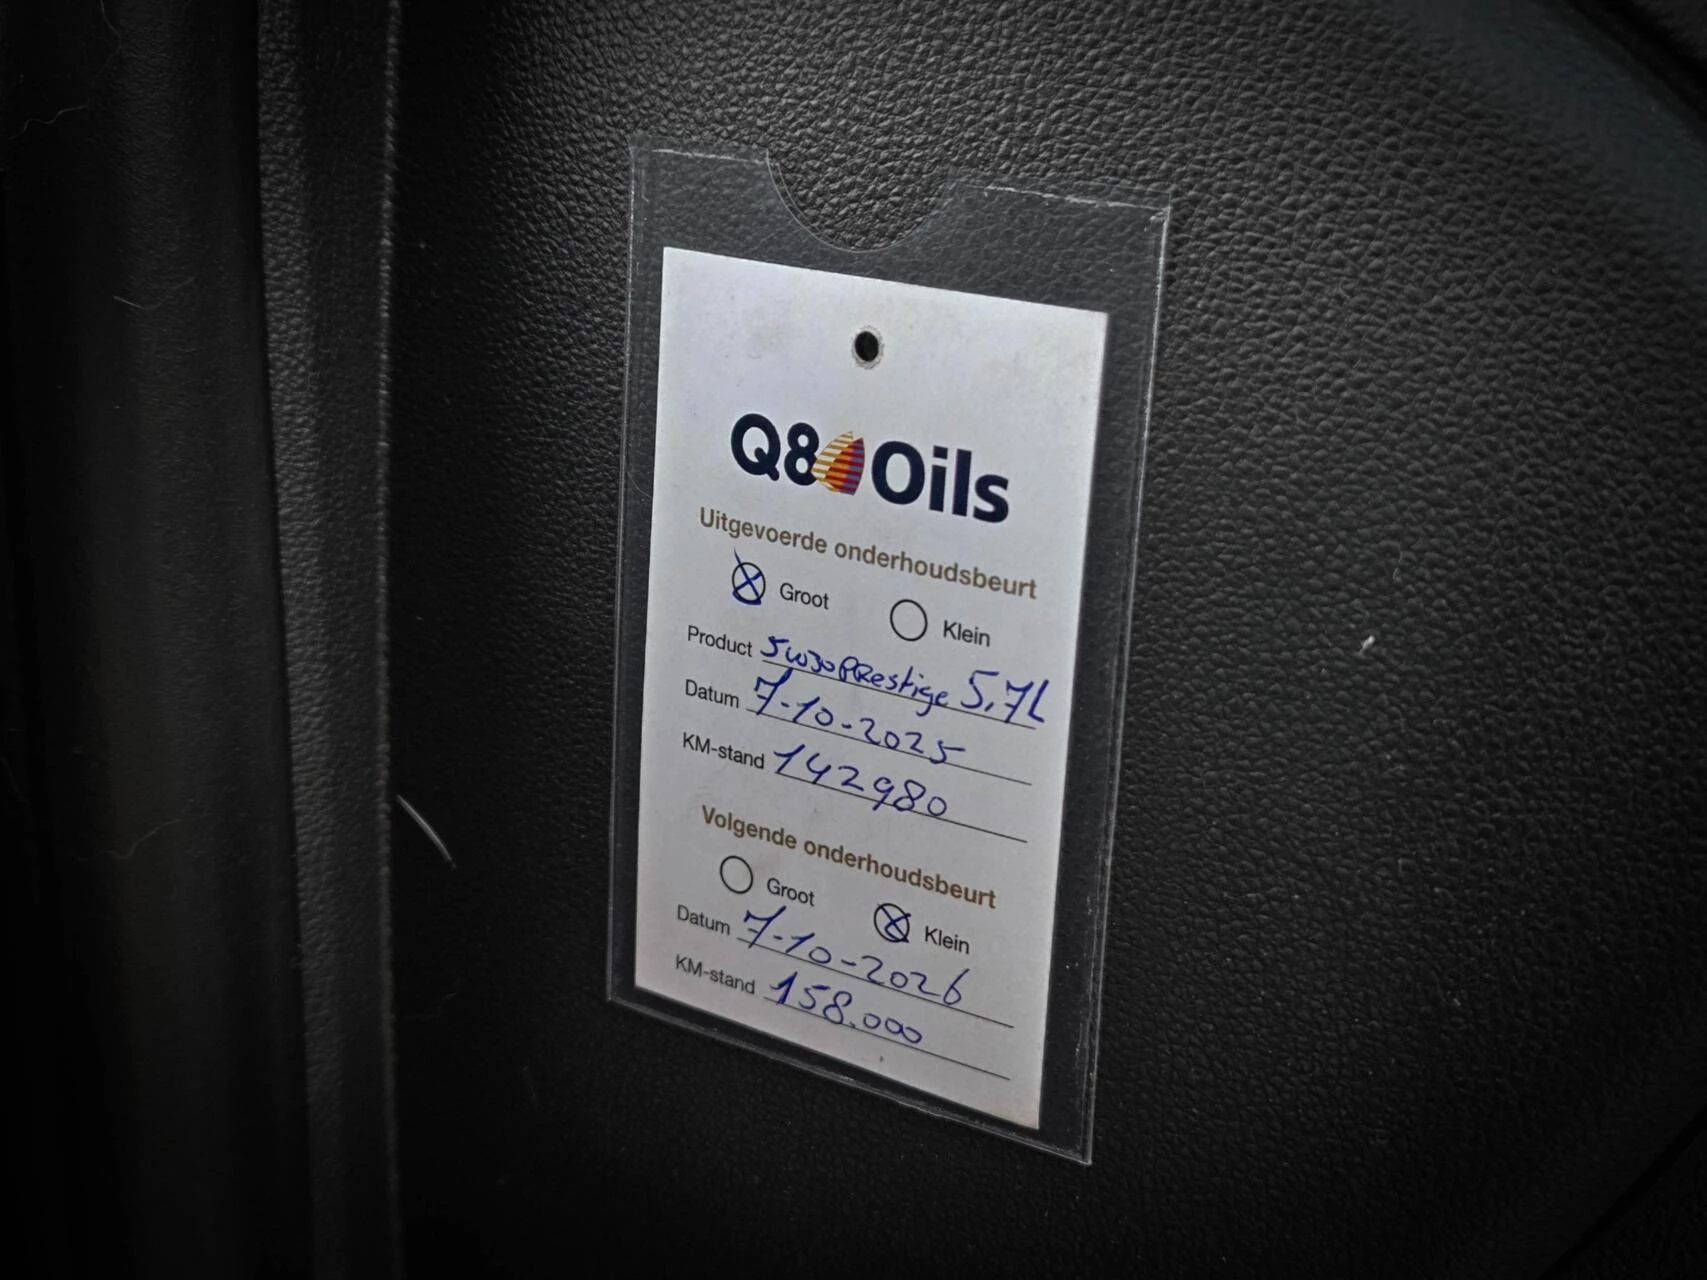 Q8 Oils
Uitgevoerde onderhoudsbeurt
Groot Klein
Product 5w30 PRestige 5,7L
Datum 7-10-2025
KM-stand 142980
Volgende onderhoudsbeurt
Groot Klein
Datum 7-10-2026
KM-stand 158.000